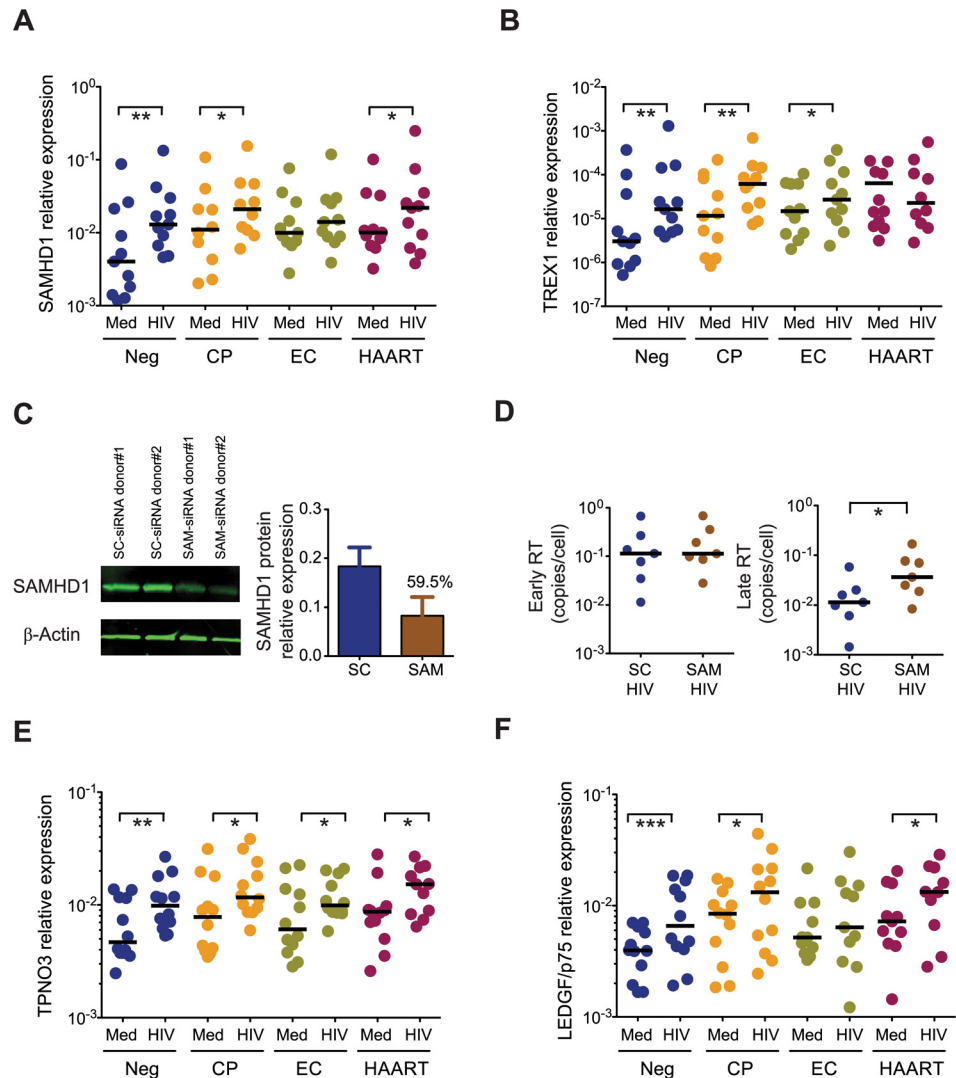 A
SAMHD1 relative expression
10⁰
10⁻¹
10⁻²
10⁻³
** * *
Med HIV Med HIV Med HIV Med HIV
Neg CP EC HAART
B
TREX1 relative expression
10⁻²
10⁻³
10⁻⁴
10⁻⁵
10⁻⁶
10⁻⁷
** ** *
Med HIV Med HIV Med HIV Med HIV
Neg CP EC HAART
C
SC-siRNA donor#1
SC-siRNA donor#2
SAM-siRNA donor#1
SAM-siRNA donor#2
SAMHD1
β-Actin
SAMHD1 protein
relative expression
0.3
0.2
0.1
0.0
59.5%
SC SAM
D
Early RT
(copies/cell)
10⁰
10⁻¹
10⁻²
10⁻³
SC SAM
HIV HIV
Late RT
(copies/cell)
10⁰
10⁻¹
10⁻²
10⁻³
*
SC SAM
HIV HIV
E
TPNO3 relative expression
10⁻¹
10⁻²
10⁻³
** * * *
Med HIV Med HIV Med HIV Med HIV
Neg CP EC HAART
F
LEDGF/p75 relative expression
10⁻¹
10⁻²
10⁻³
*** * *
Med HIV Med HIV Med HIV Med HIV
Neg CP EC HAART